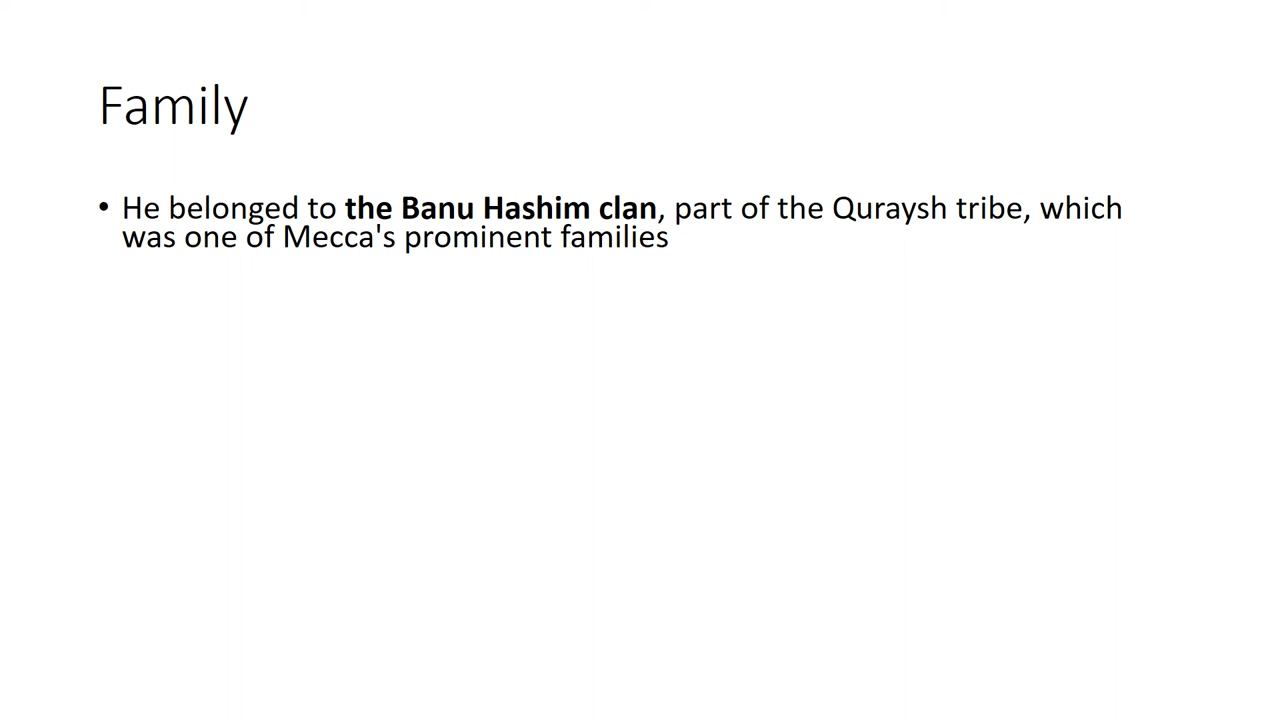 Family
• He belonged to the Banu Hashim clan, part of the Quraysh tribe, which
was one of Mecca's prominent families